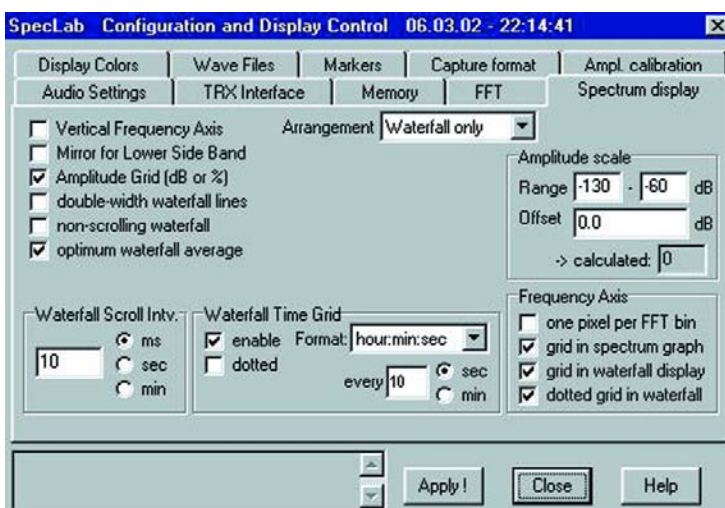 SpecLab Configuration and Display Control 06.03.02 - 22:14:41
Display Colors Wave Files Markers Capture format Ampl. calibration
Audio Settings TRX Interface Memory FFT Spectrum display
Vertical Frequency Axis
Mirror for Lower Side Band
Amplitude Grid (dB or %)
double-width waterfall lines
non-scrolling waterfall
optimum waterfall average
Arrangement Waterfall only
Amplitude scale
Range -130 - -60 dB
Offset 0.0 dB
-> calculated: 0
Waterfall Scroll Intv.
10
ms
sec
min
Waterfall Time Grid
enable Format: hour:min:sec
dotted
every 10 sec
min
Frequency Axis
one pixel per FFT bin
grid in spectrum graph
grid in waterfall display
dotted grid in waterfall
Apply ! Close Help